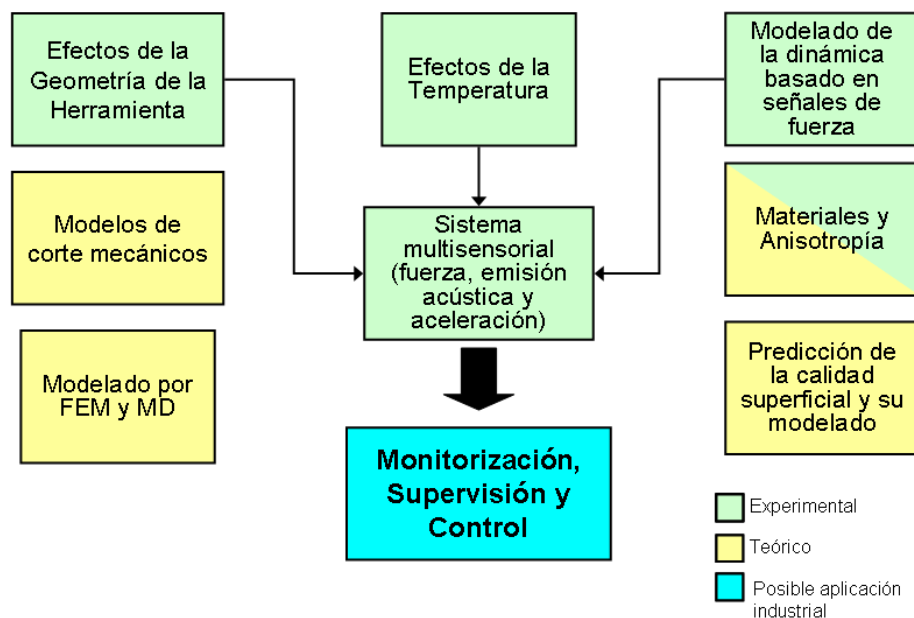 Efectos de la
Geometría de la
Herramienta
Efectos de la
Temperatura
Modelado de
la dinámica
basado en
señales de
fuerza
Modelos de
corte mecánicos
Sistema
multisensorial
(fuerza, emisión
acústica y
aceleración)
Materiales y
Anisotropía
Modelado por
FEM y MD
Predicción de
la calidad
superficial y su
modelado
Monitorización,
Supervisión y
Control
Experimental
Teórico
Posible aplicación
industrial